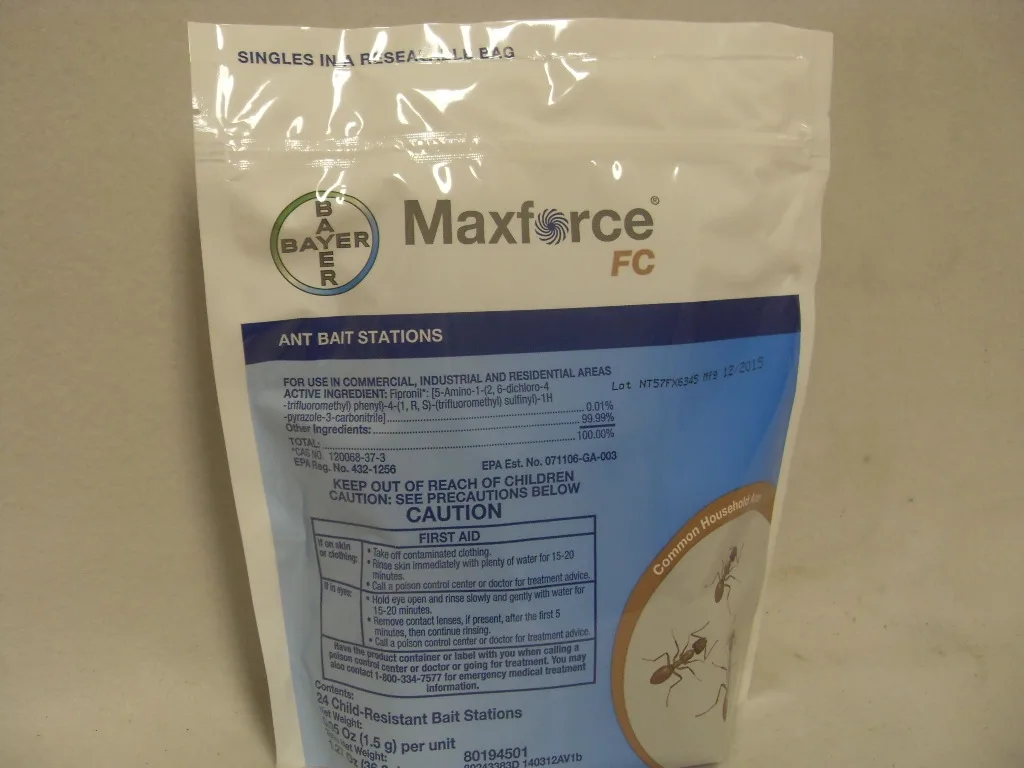 SINGLES IN A RESEALABLE BAG
BAYER
BAYER
Maxforce®
FC
ANT BAIT STATIONS
FOR USE IN COMMERCIAL, INDUSTRIAL AND RESIDENTIAL AREAS
ACTIVE INGREDIENT: Fipronil*: [5-Amino-1-(2, 6-dichloro-4
-trifluoromethyl) phenyl)-4-(1, R, S)-(trifluoromethyl) sulfinyl)-1H
-pyrazole-3-carbonitrile] 0.01%
Other Ingredients: 99.99%
TOTAL: 100.00%
*CAS NO. 120068-37-3
EPA Reg. No. 432-1256 EPA Est. No. 071106-GA-003
Lot NT57FX6345 mfg 12/2015
KEEP OUT OF REACH OF CHILDREN
CAUTION: SEE PRECAUTIONS BELOW
CAUTION
FIRST AID
If on skin
or clothing:
• Take off contaminated clothing.
• Rinse skin immediately with plenty of water for 15-20
minutes.
• Call a poison control center or doctor for treatment advice.
If in eyes:
• Hold eye open and rinse slowly and gently with water for
15-20 minutes.
• Remove contact lenses, if present, after the first 5
minutes, then continue rinsing.
• Call a poison control center or doctor for treatment advice.
Have the product container or label with you when calling a
poison control center or doctor or going for treatment. You may
also contact 1-800-334-7577 for emergency medical treatment
information.
Common Household
Contents:
24 Child-Resistant Bait Stations
Net Weight:
Oz (1.5 g) per unit
Net Weight:
80194501
140312AV1b